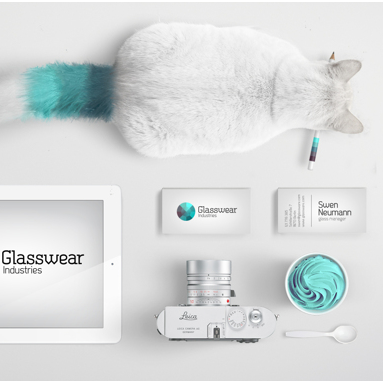 Glasswear
Industries
Swen
Neumann
glass manager
Glasswear
Industries
Leica